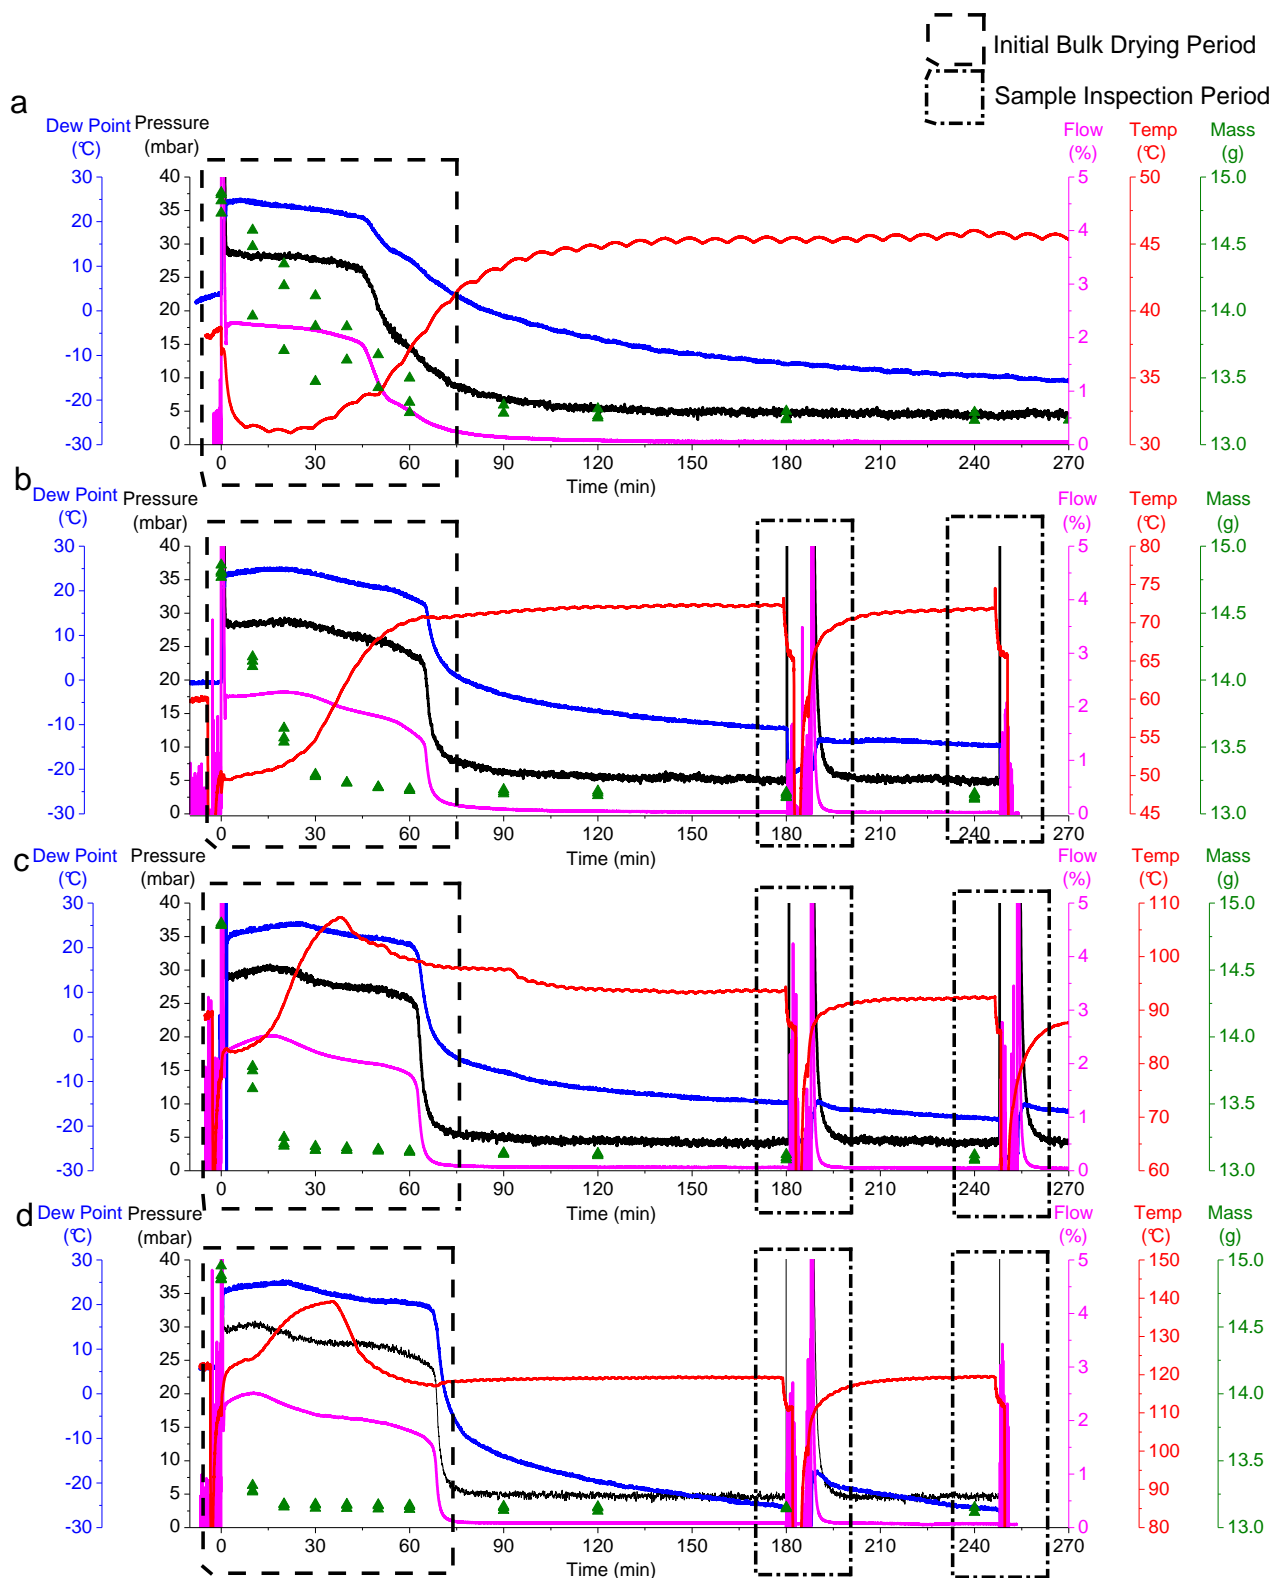 Initial Bulk Drying Period
Sample Inspection Period
a
Dew Point Pressure Flow Temp Mass
(°C) (mbar) (%) (°C) (g)
30 40 5 50 15.0
35
20 30 4 14.5
10 25 3 45
0 20 40 14.0
-10 15 2
10 35 13.5
-20 5 1
-30 0 0 30 13.0
0 30 60 90 120 150 180 210 240 270
Time (min)
b
Dew Point Pressure Flow Temp Mass
(°C) (mbar) (%) (°C) (g)
30 40 5 80 15.0
35 75
20 30 4 70 14.5
10 25 3 65
0 20 60 14.0
-10 15 2 55
10 13.5
-20 5 1 50
-30 0 0 45 13.0
0 30 60 90 120 150 180 210 240 270
Time (min)
c
Dew Point Pressure Flow Temp Mass
(°C) (mbar) (%) (°C) (g)
30 40 5 110 15.0
35
20 30 4 100 14.5
10 25 3 90
0 20 14.0
-10 15 2 80
10 13.5
-20 5 1 70
-30 0 0 60 13.0
0 30 60 90 120 150 180 210 240 270
Time (min)
d
Dew Point Pressure Flow Temp Mass
(°C) (mbar) (%) (°C) (g)
30 40 5 150 15.0
35 140
20 30 4 130 14.5
10 25 3 120
0 20 14.0
-10 15 2 110
10 100 13.5
-20 5 1 90
-30 0 0 80 13.0
0 30 60 90 120 150 180 210 240 270
Time (min)